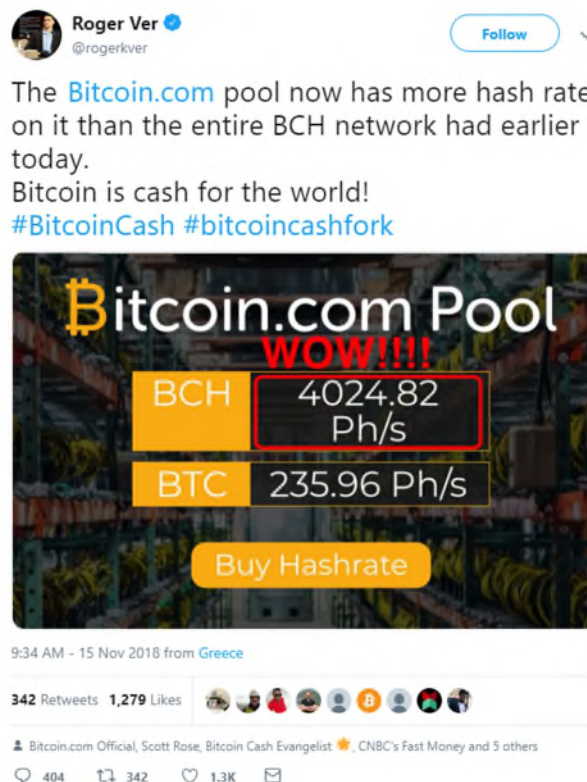 Roger Ver
@rogerkver
Follow
The Bitcoin.com pool now has more hash rate
on it than the entire BCH network had earlier
today.
Bitcoin is cash for the world!
#BitcoinCash #bitcoincashfork
Bitcoin.com Pool
WOW!!!!
BCH 4024.82
Ph/s
BTC 235.96 Ph/s
Buy Hashrate
9:34 AM - 15 Nov 2018 from Greece
342 Retweets 1,279 Likes
Bitcoin.com Official, Scott Rose, Bitcoin Cash Evangelist, CNBC's Fast Money and 5 others
404 342 1.3K